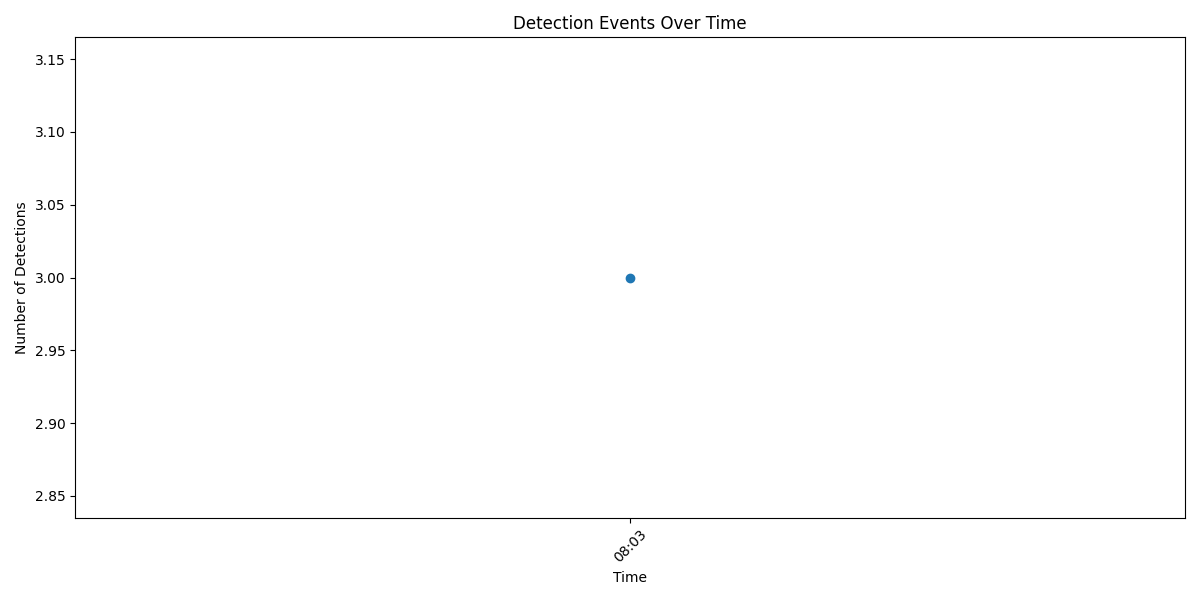 Detection Events Over Time
3.15
3.10
3.05
3.00
2.95
2.90
2.85
Number of Detections
08:03
Time